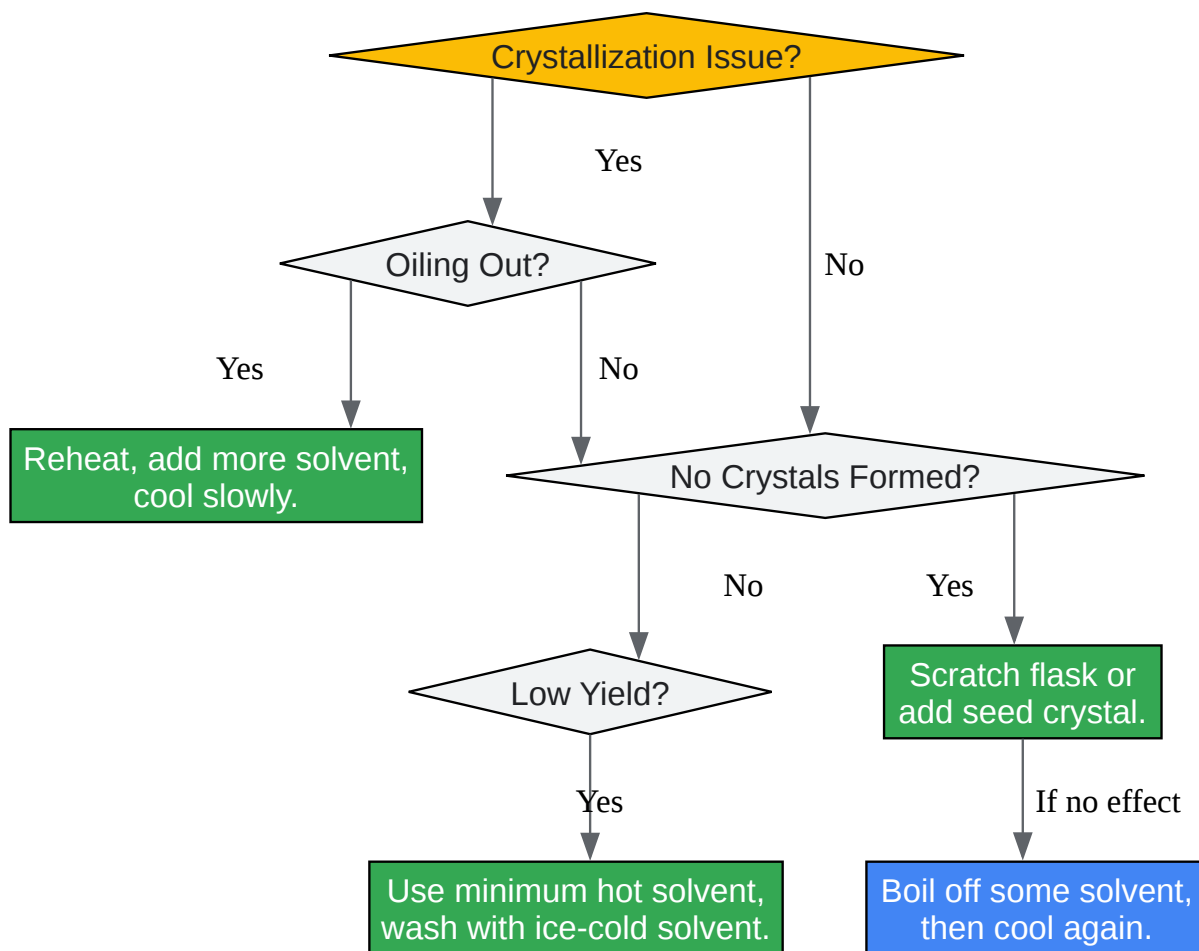 Crystallization Issue?
Yes
Oiling Out?
No
Yes
No
Reheat, add more solvent,
cool slowly.
No Crystals Formed?
No
Yes
Low Yield?
Scratch flask or
add seed crystal.
Yes
If no effect
Use minimum hot solvent,
wash with ice-cold solvent.
Boil off some solvent,
then cool again.